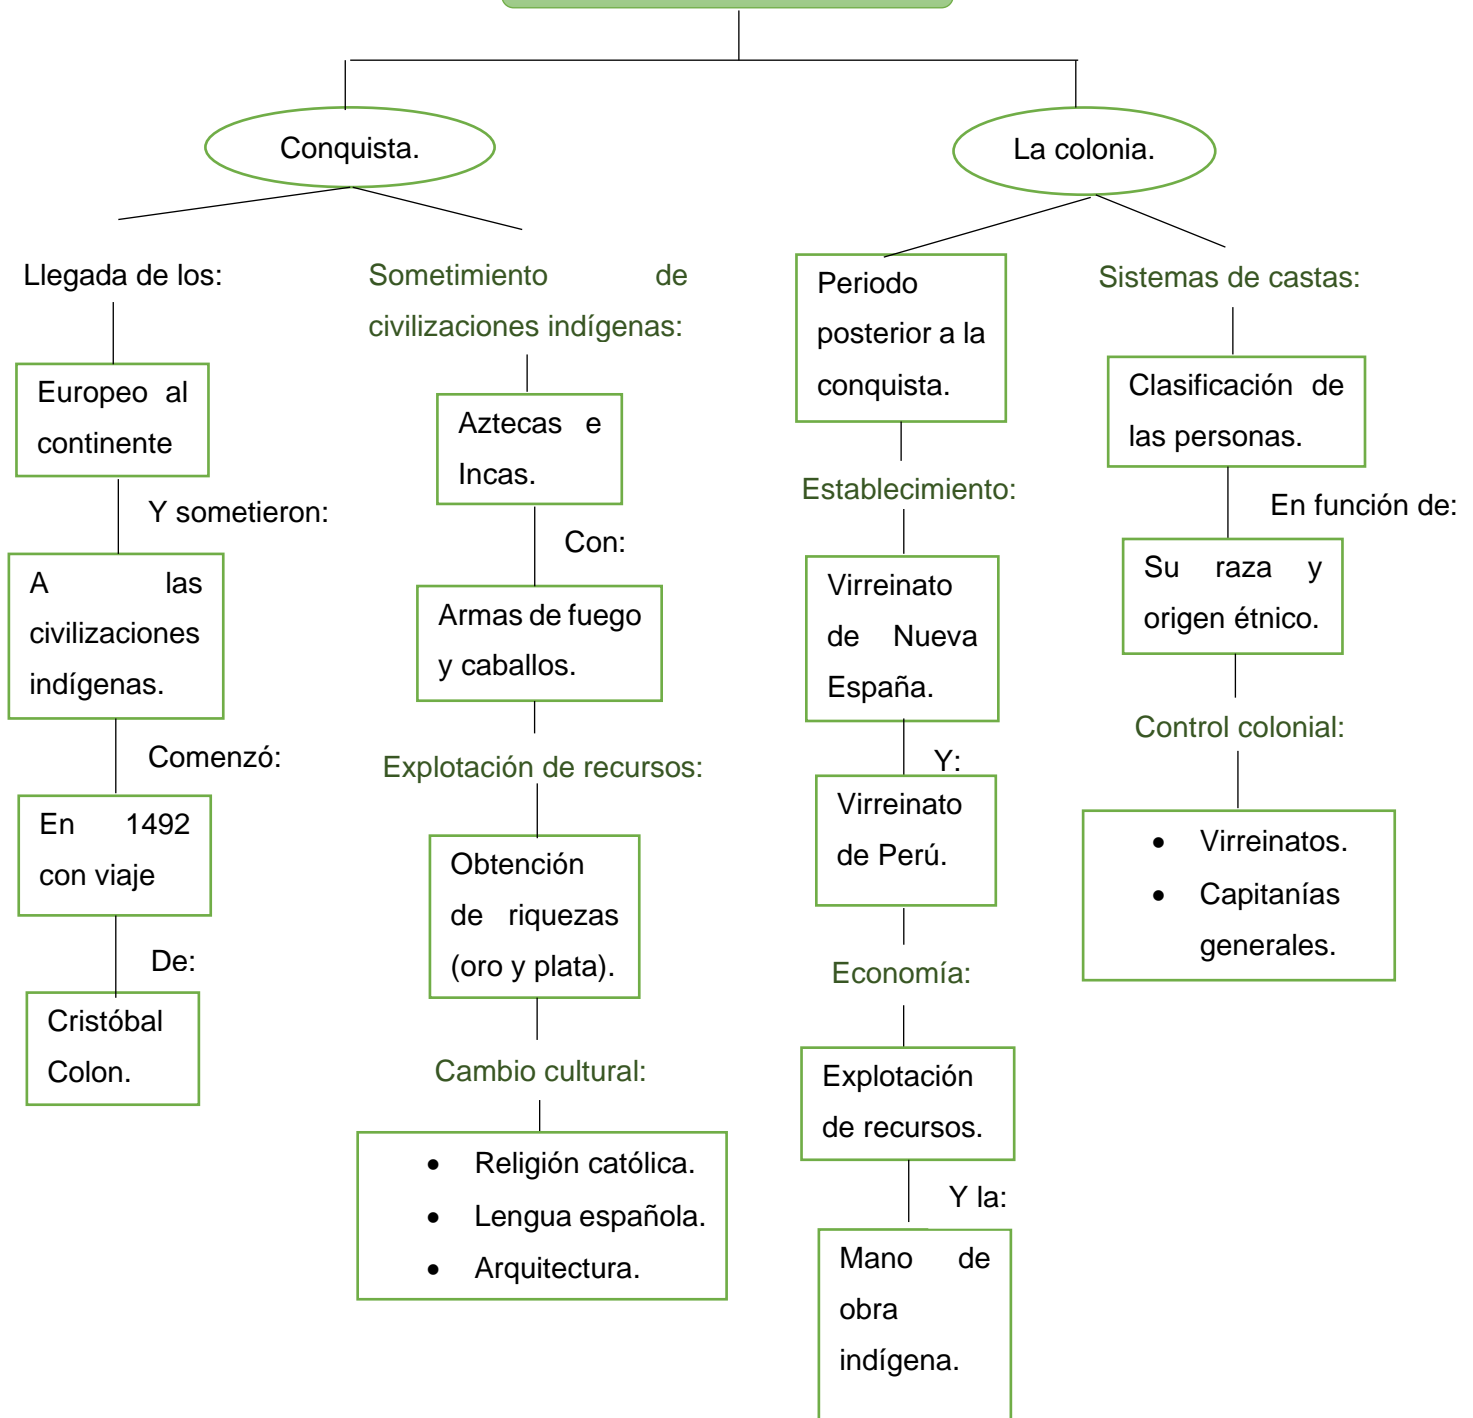 Conquista.
La colonia.
Llegada de los:
Europeo al
continente
Y sometieron:
A las
civilizaciones
indígenas.
Comenzó:
En 1492
con viaje
De:
Cristóbal
Colon.
Sometimiento de
civilizaciones indígenas:
Aztecas e
Incas.
Con:
Armas de fuego
y caballos.
Explotación de recursos:
Obtención
de riquezas
(oro y plata).
Cambio cultural:
• Religión católica.
• Lengua española.
• Arquitectura.
Periodo
posterior a la
conquista.
Establecimiento:
Virreinato
de Nueva
España.
Y:
Virreinato
de Perú.
Economía:
Explotación
de recursos.
Y la:
Mano de
obra
indígena.
Sistemas de castas:
Clasificación de
las personas.
En función de:
Su raza y
origen étnico.
Control colonial:
• Virreinatos.
• Capitanías
generales.